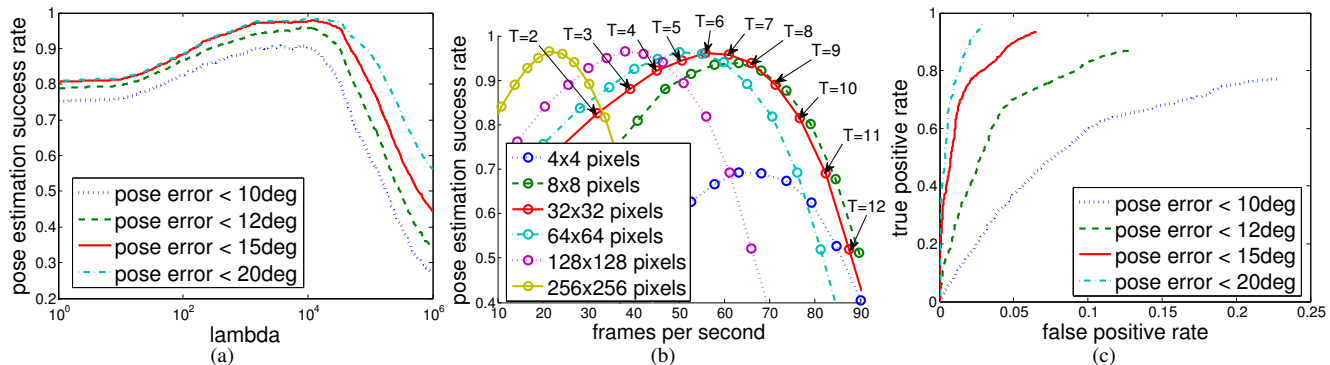 pose estimation success rate
1
0.9
0.8
0.7
0.6
0.5
0.4
0.3
0.2
pose error < 10deg
pose error < 12deg
pose error < 15deg
pose error < 20deg
10^0
10^2
10^4
10^6
lambda
(a)
pose estimation success rate
1
0.9
0.8
0.7
0.6
0.5
0.4
T=2
T=3
T=4
T=5
T=6
T=7
T=8
T=9
T=10
T=11
T=12
4x4 pixels
8x8 pixels
32x32 pixels
64x64 pixels
128x128 pixels
256x256 pixels
10 20 30 40 50 60 70 80 90
frames per second
(b)
true positive rate
1
0.8
0.6
0.4
0.2
0
pose error < 10deg
pose error < 12deg
pose error < 15deg
pose error < 20deg
0 0.05 0.1 0.15 0.2 0.25
false positive rate
(c)